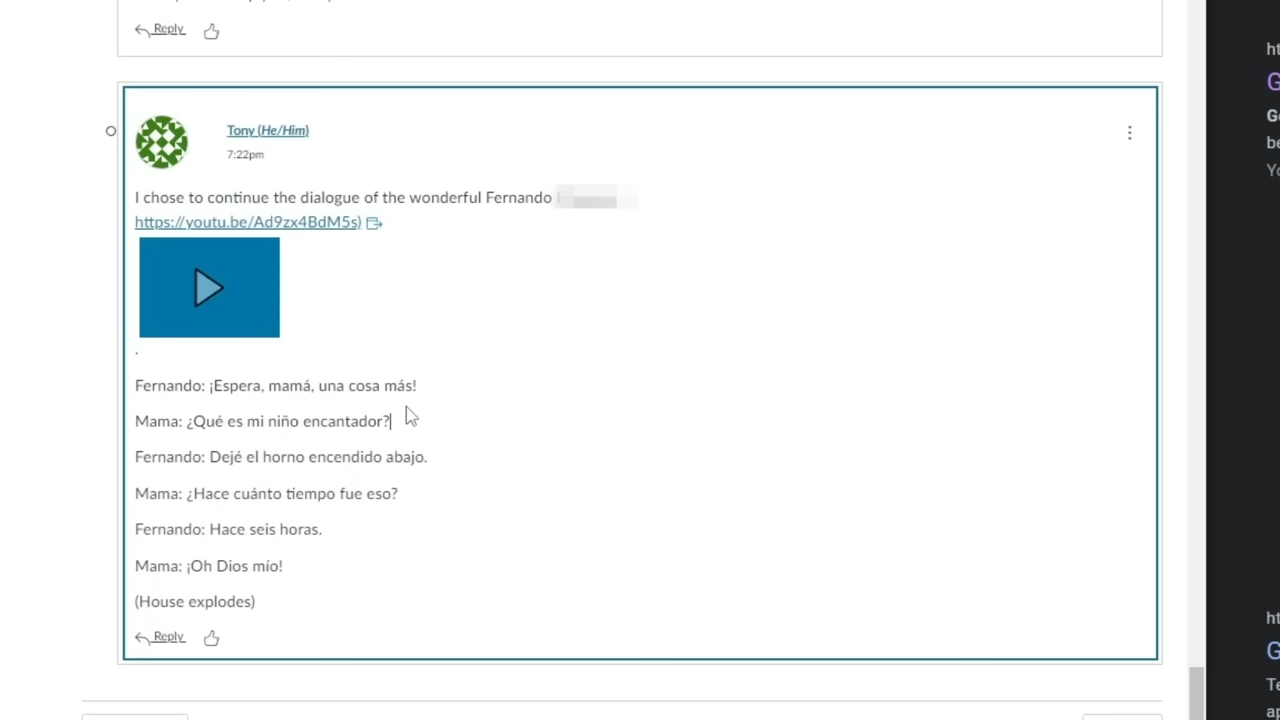 Reply
Tony (He/Him)
7:22pm
I chose to continue the dialogue of the wonderful Fernando
https://youtu.be/Ad9zx4BdM5s)
.
Fernando: ¡Espera, mamá, una cosa más!
Mama: ¿Qué es mi niño encantador?
Fernando: Dejé el horno encendido abajo.
Mama: ¿Hace cuánto tiempo fue eso?
Fernando: Hace seis horas.
Mama: ¡Oh Dios mío!
(House explodes)
Reply